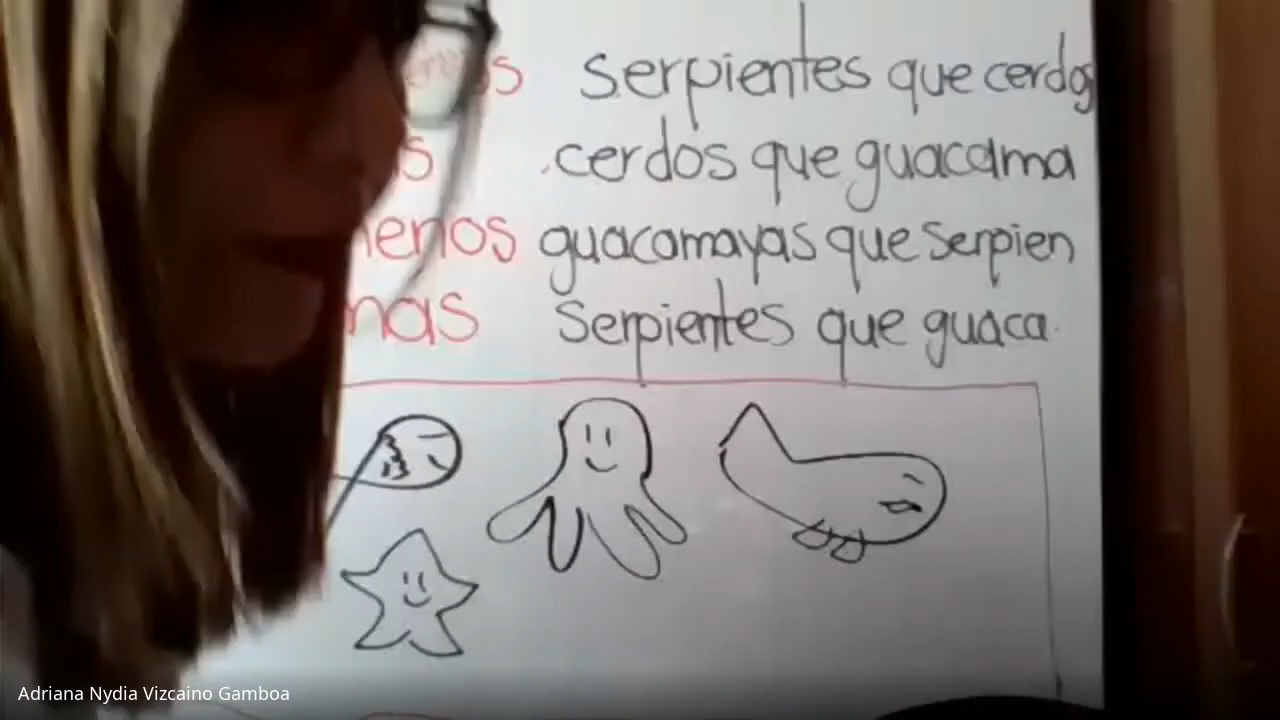 serpientes que cerdos
cerdos que guacama
menos guacamayas que serpien
mas serpientes que guaca
Adriana Nydia Vizcaino Gamboa